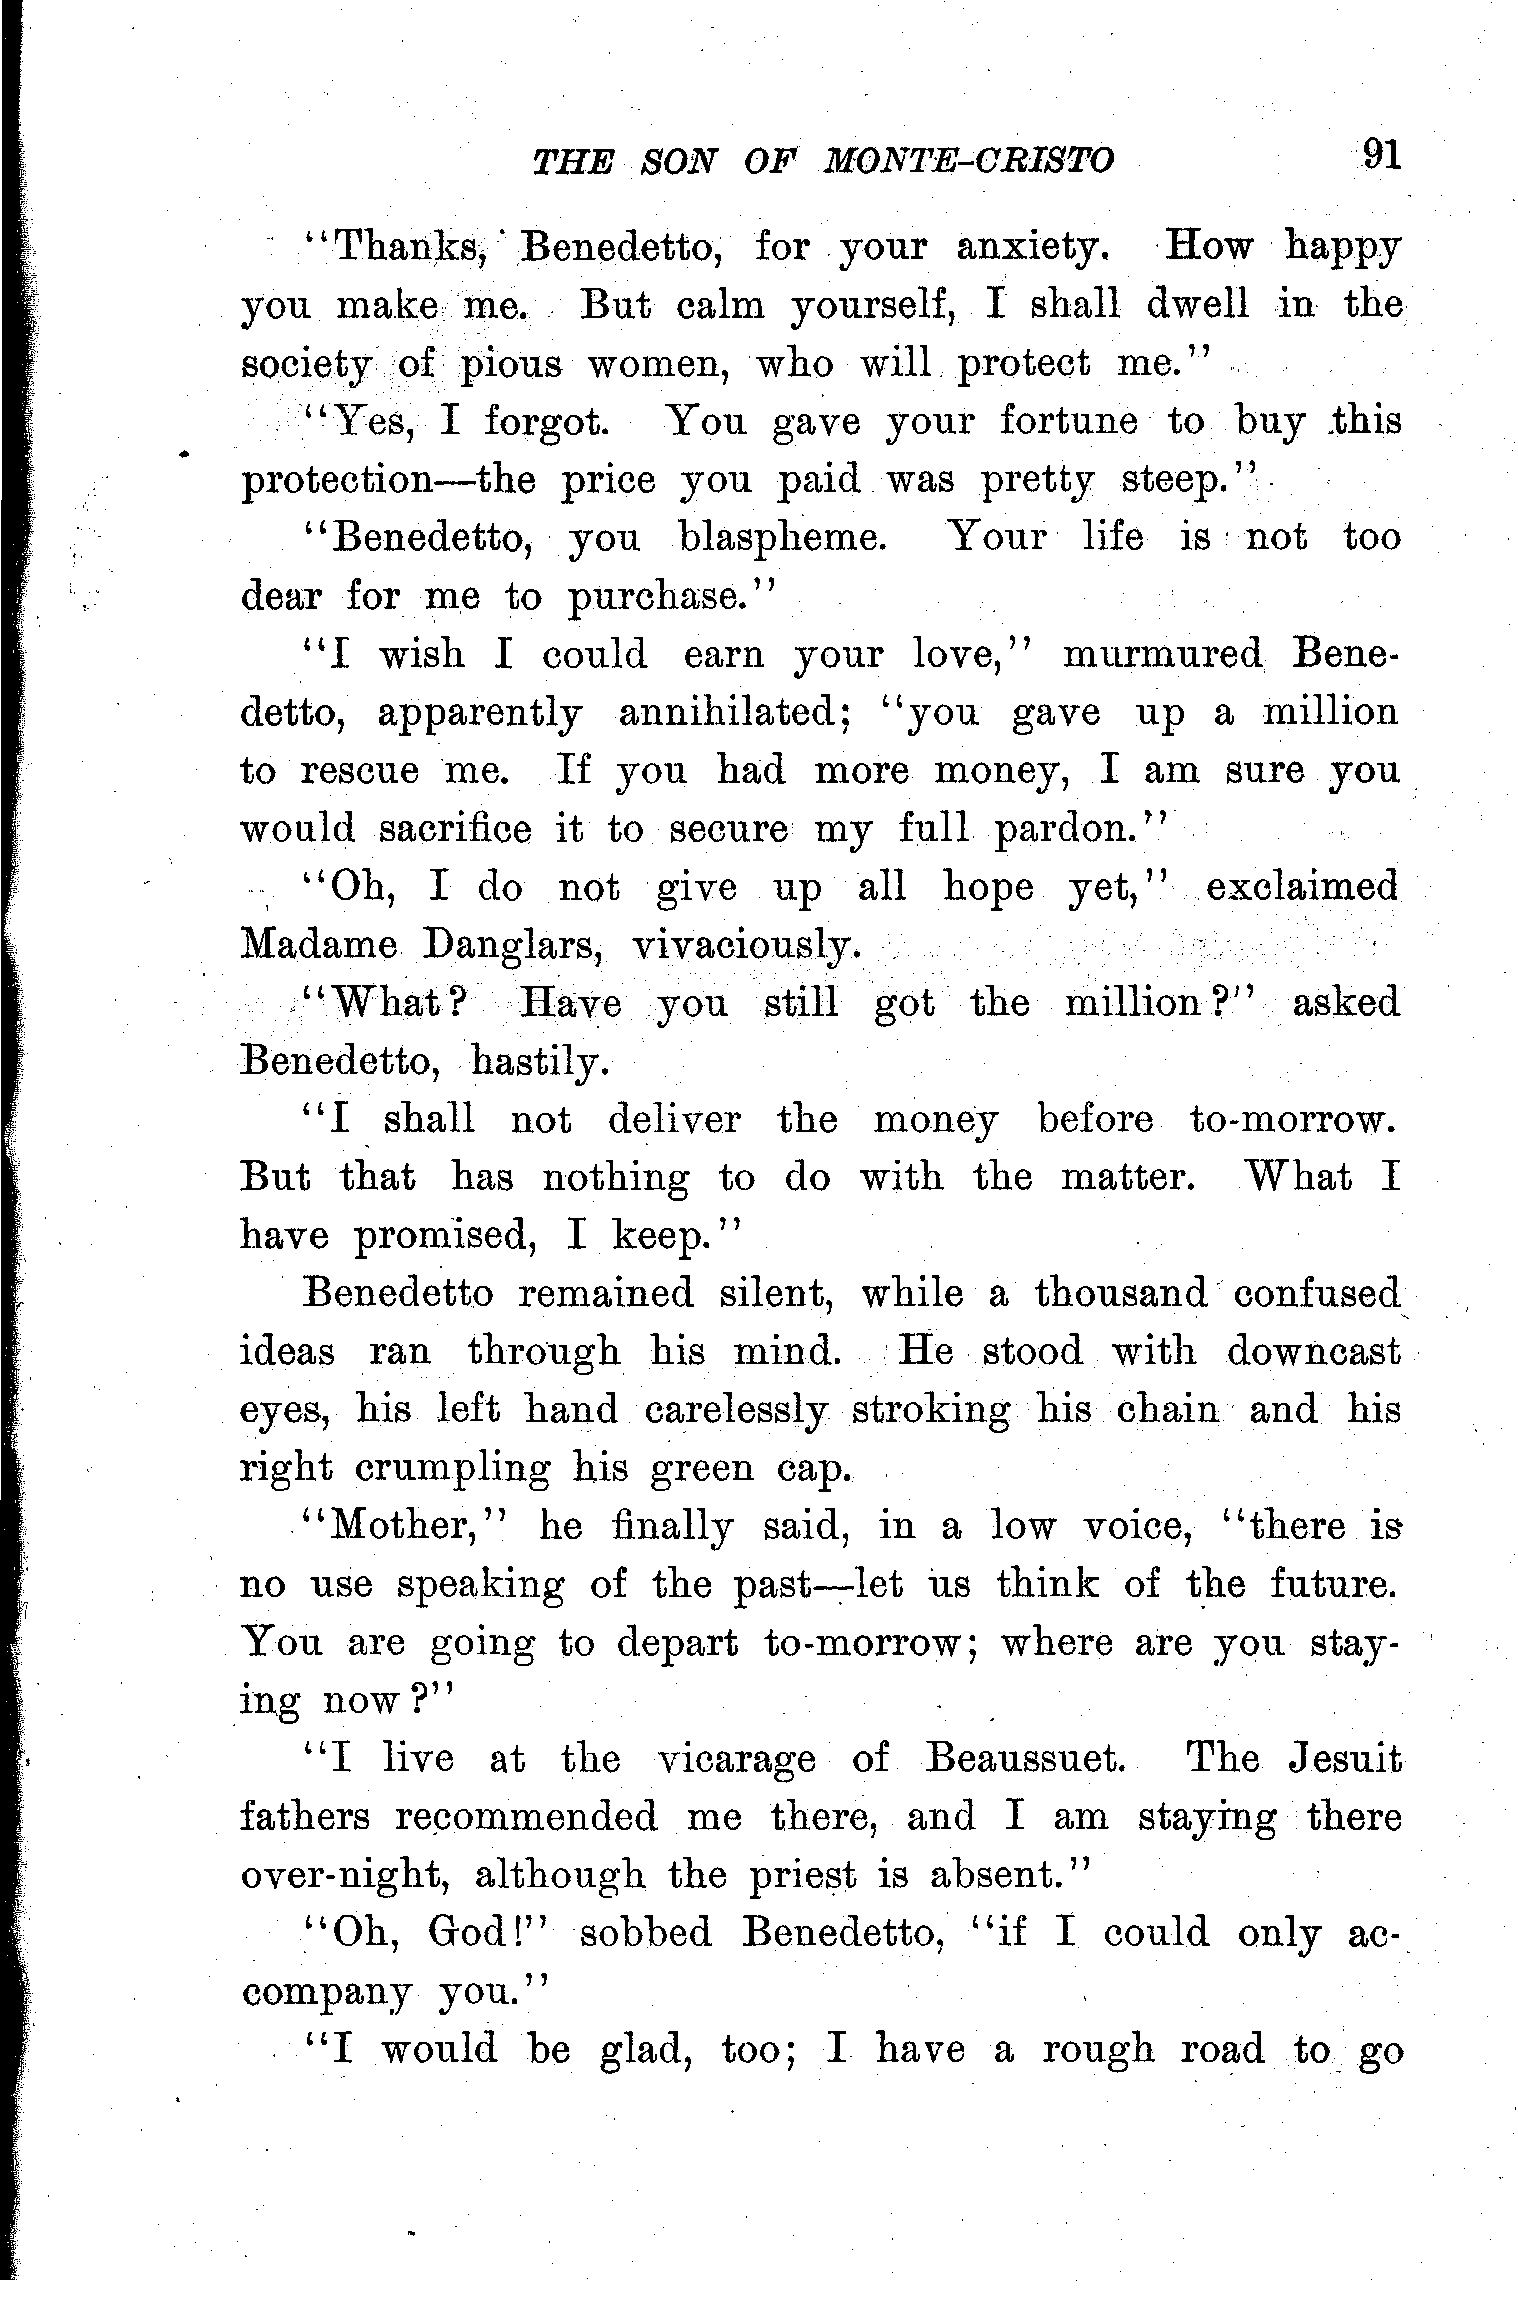 THE SON OF MONTE-CRISTO 91
"Thanks, Benedetto, for your anxiety. How happy
you make me. But calm yourself, I shall dwell in the
society of pious women, who will protect me."
"Yes, I forgot. You gave your fortune to buy this
protection—the price you paid was pretty steep."
"Benedetto, you blaspheme. Your life is not too
dear for me to purchase."
"I wish I could earn your love," murmured Bene-
detto, apparently annihilated; "you gave up a million
to rescue me. If you had more money, I am sure you
would sacrifice it to secure my full pardon."
"Oh, I do not give up all hope yet," exclaimed
Madame Danglars, vivaciously.
"What? Have you still got the million?" asked
Benedetto, hastily.
"I shall not deliver the money before to-morrow.
But that has nothing to do with the matter. What I
have promised, I keep."
Benedetto remained silent, while a thousand confused
ideas ran through his mind. He stood with downcast
eyes, his left hand carelessly stroking his chain and his
right crumpling his green cap.
"Mother," he finally said, in a low voice, "there is
no use speaking of the past—let us think of the future.
You are going to depart to-morrow; where are you stay-
ing now?"
"I live at the vicarage of Beaussuet. The Jesuit
fathers recommended me there, and I am staying there
over-night, although the priest is absent."
"Oh, God!" sobbed Benedetto, "if I could only ac-
company you."
"I would be glad, too; I have a rough road to go